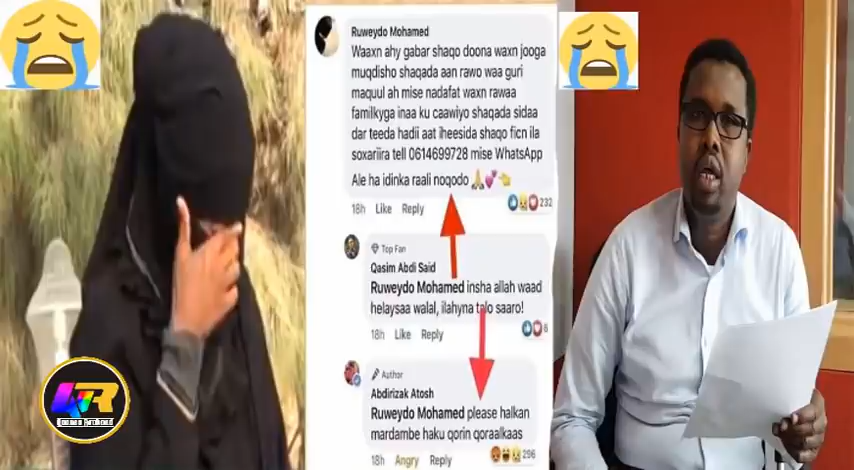 Ruweydo Mohamed
Waaxn ahy gabar shaqo doona waxn jooga
muqdisho shaqada aan rawo waa guri
maquul ah mise nadafat waxn rawaa
familkyga inaa ku caawiyo shaqada sidaa
dar teeda hadii aat iheesida shaqo ficn ila
soxariira tell 0614699728 mise WhatsApp
Ale ha idinka raali noqodo
18h Like Reply 232
Top Fan
Qasim Abdi Said
Ruweydo Mohamed insha allah waad
helaysaa walal, ilahyna talo saaro!
18h Like Reply 6
Author
Abdirizak Atosh
Ruweydo Mohamed please halkan
mardambe haku qorin qoraalkaas
18h Angry Reply 296